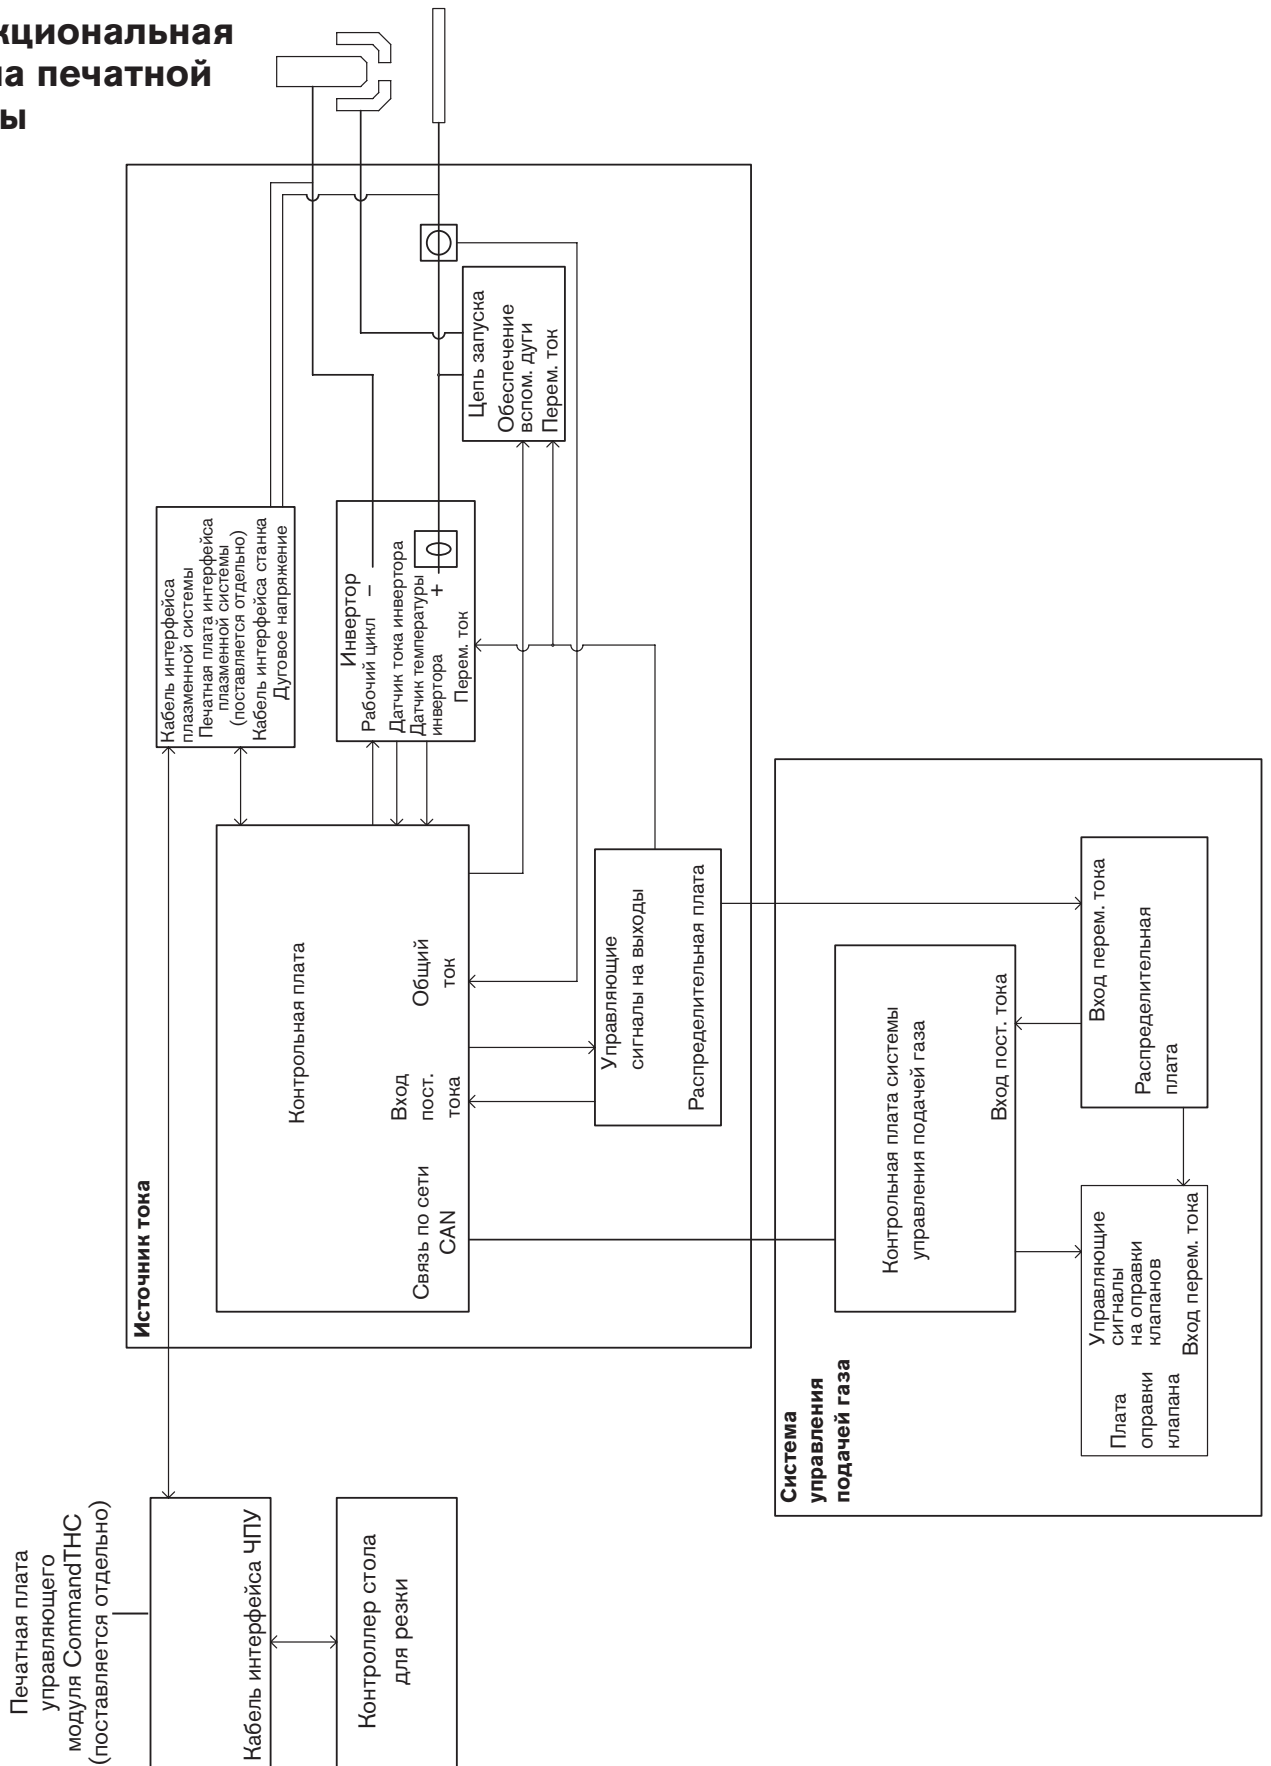 кциональная
на печатной
ы
Печатная плата
управляющего
модуля CommandTHC
(поставляется отдельно)
Кабель интерфейса ЧПУ
Контроллер стола
для резки
Источник тока
Кабель интерфейса
плазменной системы
Печатная плата интерфейса
плазменной системы
(поставляется отдельно)
Кабель интерфейса станка
Дуговое напряжение
Контрольная плата
Связь по сети
CAN
Вход
пост.
тока
Общий
ток
Инвертор
Рабочий цикл –
Датчик тока инвертора
Датчик температуры
инвертора +
Перем. ток
Цепь запуска
Обеспечение
вспом. дуги
Перем. ток
Управляющие
сигналы на выходы
Распределительная плата
Система
управления
подачей газа
Контрольная плата системы
управления подачей газа
Вход пост. тока
Вход перем. тока
Распределительная
плата
Управляющие
сигналы
на оправки
клапанов
Вход перем. тока
Плата
оправки
клапана